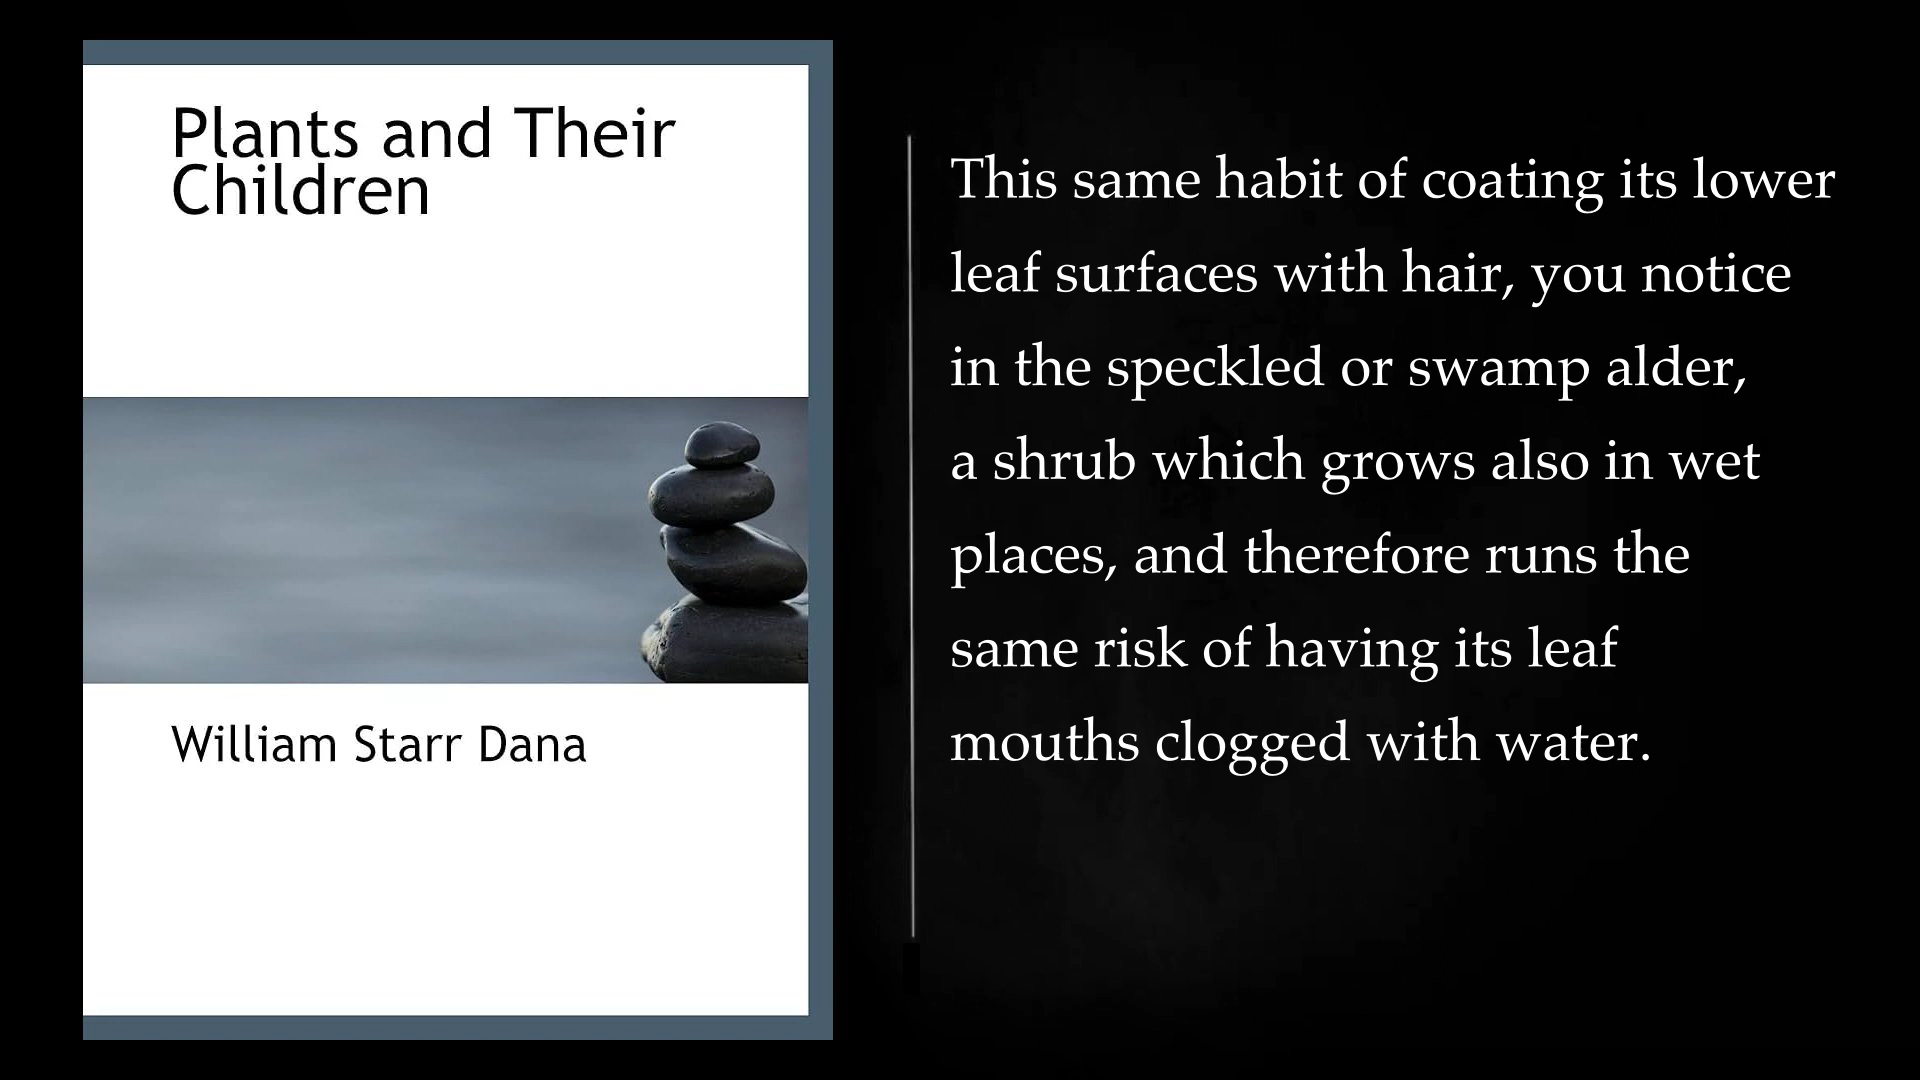 Plants and Their
Children
William Starr Dana
This same habit of coating its lower
leaf surfaces with hair, you notice
in the speckled or swamp alder,
a shrub which grows also in wet
places, and therefore runs the
same risk of having its leaf
mouths clogged with water.